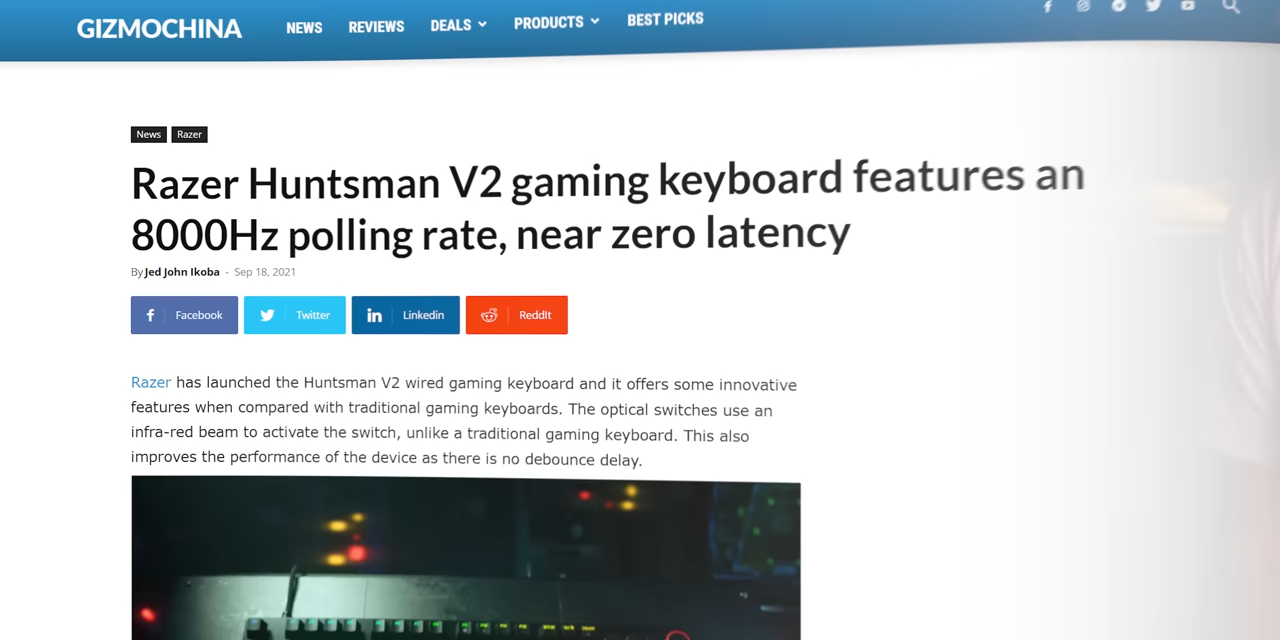 GIZMOCHINA
NEWS REVIEWS DEALS PRODUCTS BEST PICKS
News Razer
Razer Huntsman V2 gaming keyboard features an
8000Hz polling rate, near zero latency
By Jed John Ikoba - Sep 18, 2021
Facebook Twitter Linkedin ReddIt
Razer has launched the Huntsman V2 wired gaming keyboard and it offers some innovative
features when compared with traditional gaming keyboards. The optical switches use an
infra-red beam to activate the switch, unlike a traditional gaming keyboard. This also
improves the performance of the device as there is no debounce delay.